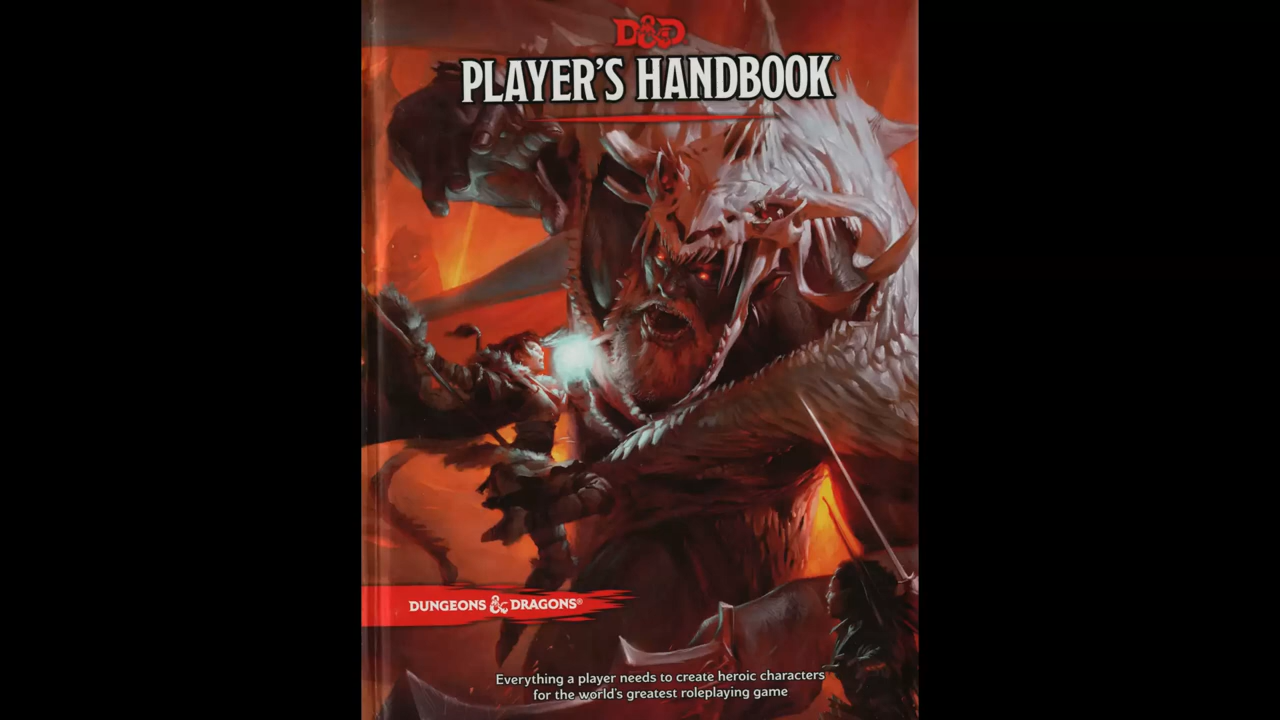 D&D
PLAYER'S HANDBOOK®
DUNGEONS & DRAGONS®
Everything a player needs to create heroic characters
for the world's greatest roleplaying game